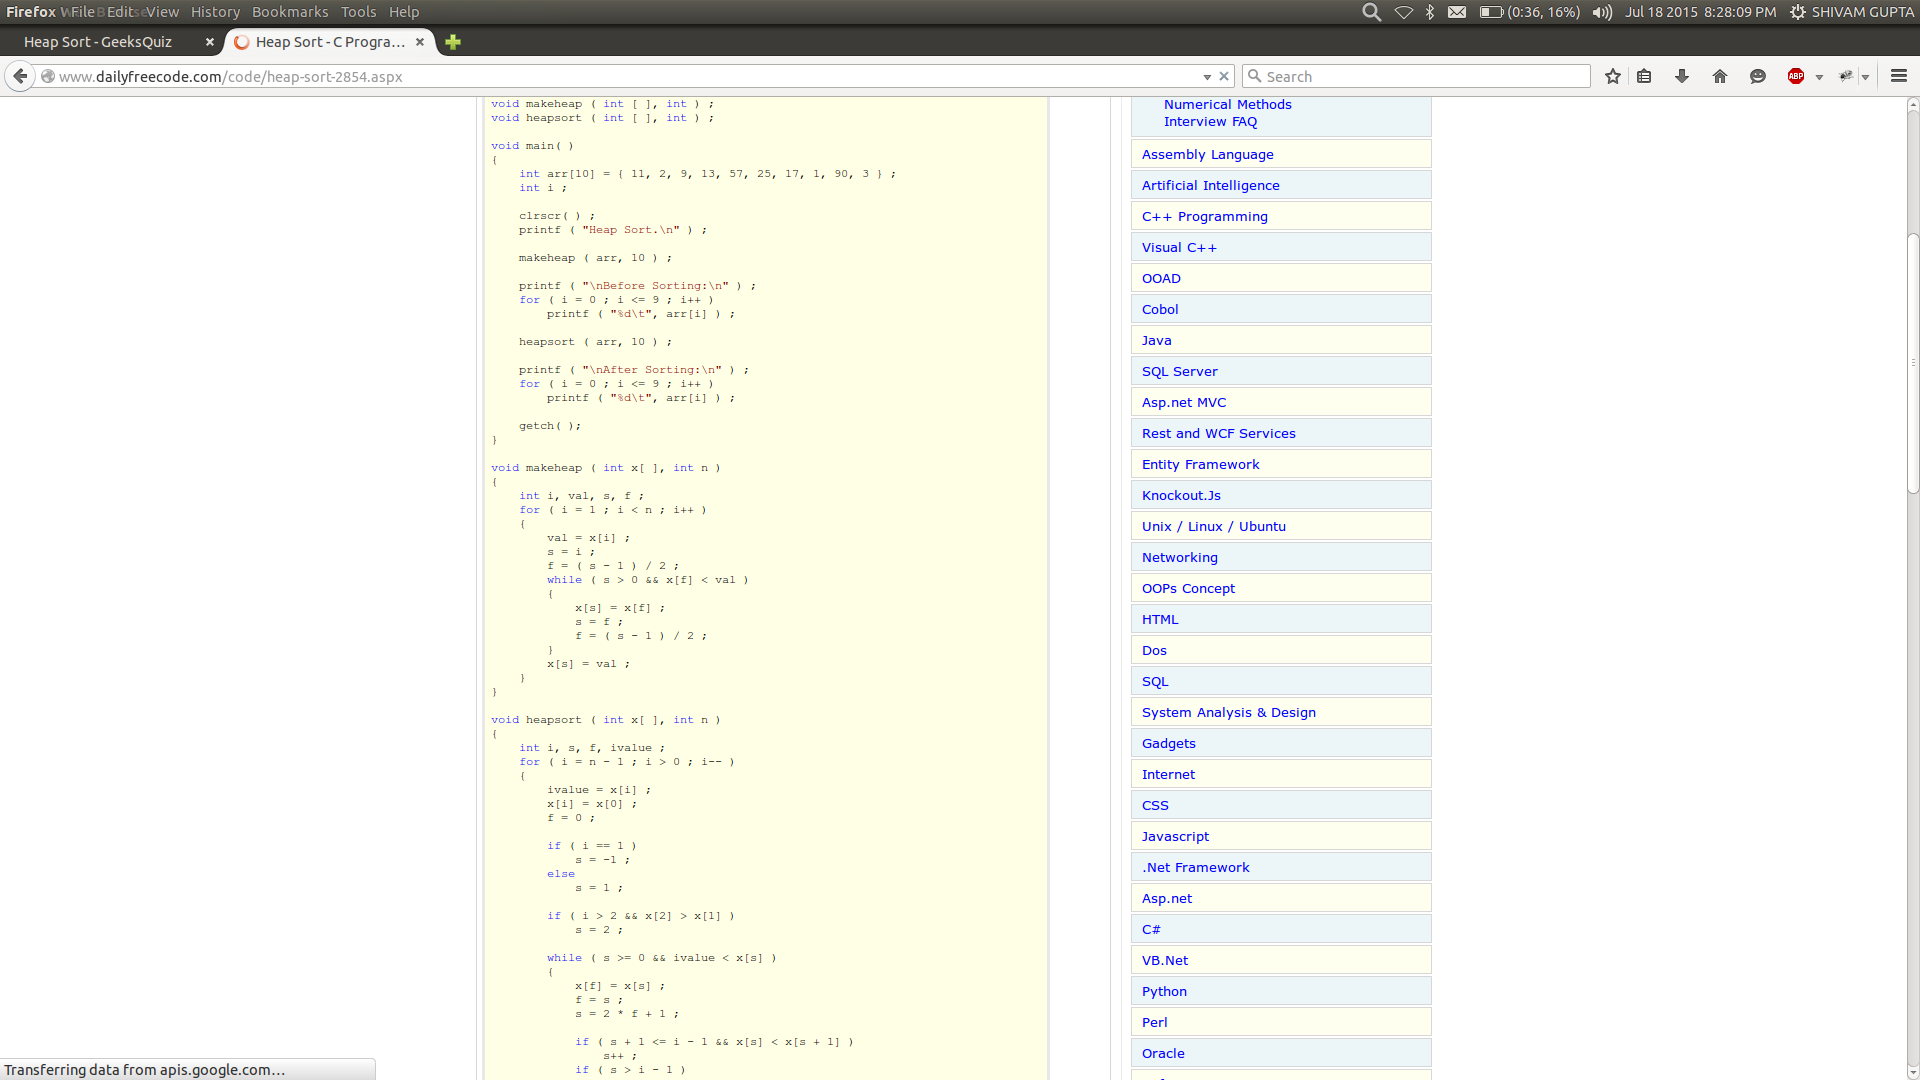 Firefox File Edit View History Bookmarks Tools Help
(0:36, 16%) Jul 18 2015 8:28:09 PM SHIVAM GUPTA
Heap Sort - GeeksQuiz
Heap Sort - C Progra...
www.dailyfreecode.com/code/heap-sort-2854.aspx
Search
ABP
void makeheap ( int [ ], int ) ;
void heapsort ( int [ ], int ) ;
void main( )
{
int arr[10] = { 11, 2, 9, 13, 57, 25, 17, 1, 90, 3 } ;
int i ;
clrscr( ) ;
printf ( "Heap Sort.\n" ) ;
makeheap ( arr, 10 ) ;
printf ( "\nBefore Sorting:\n" ) ;
for ( i = 0 ; i <= 9 ; i++ )
printf ( "%d\t", arr[i] ) ;
heapsort ( arr, 10 ) ;
printf ( "\nAfter Sorting:\n" ) ;
for ( i = 0 ; i <= 9 ; i++ )
printf ( "%d\t", arr[i] ) ;
getch( );
}
void makeheap ( int x[ ], int n )
{
int i, val, s, f ;
for ( i = 1 ; i < n ; i++ )
{
val = x[i] ;
s = i ;
f = ( s - 1 ) / 2 ;
while ( s > 0 && x[f] < val )
{
x[s] = x[f] ;
s = f ;
f = ( s - 1 ) / 2 ;
}
x[s] = val ;
}
}
void heapsort ( int x[ ], int n )
{
int i, s, f, ivalue ;
for ( i = n - 1 ; i > 0 ; i-- )
{
ivalue = x[i] ;
x[i] = x[0] ;
f = 0 ;
if ( i == 1 )
s = -1 ;
else
s = 1 ;
if ( i > 2 && x[2] > x[1] )
s = 2 ;
while ( s >= 0 && ivalue < x[s] )
{
x[f] = x[s] ;
f = s ;
s = 2 * f + 1 ;
if ( s + 1 <= i - 1 && x[s] < x[s + 1] )
s++ ;
if ( s > i - 1 )
Numerical Methods
Interview FAQ
Assembly Language
Artificial Intelligence
C++ Programming
Visual C++
OOAD
Cobol
Java
SQL Server
Asp.net MVC
Rest and WCF Services
Entity Framework
Knockout.Js
Unix / Linux / Ubuntu
Networking
OOPs Concept
HTML
Dos
SQL
System Analysis & Design
Gadgets
Internet
CSS
Javascript
.Net Framework
Asp.net
C#
VB.Net
Python
Perl
Oracle
Transferring data from apis.google.com...